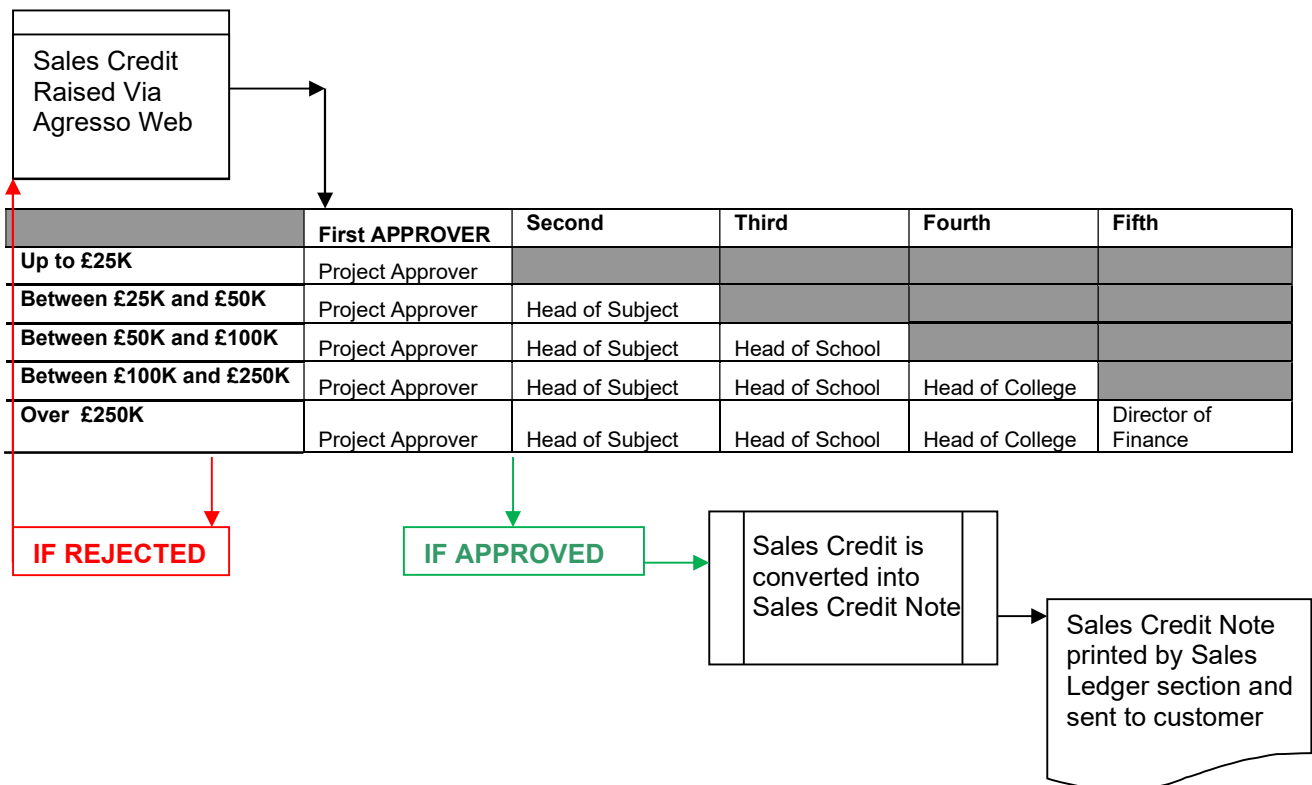 Sales Credit
Raised Via
Agresso Web
First APPROVER Second Third Fourth Fifth
Up to £25K Project Approver
Between £25K and £50K Project Approver Head of Subject
Between £50K and £100K Project Approver Head of Subject Head of School
Between £100K and £250K Project Approver Head of Subject Head of School Head of College
Over £250K Project Approver Head of Subject Head of School Head of College Director of
Finance
IF REJECTED
IF APPROVED
Sales Credit is
converted into
Sales Credit Note
Sales Credit Note
printed by Sales
Ledger section and
sent to customer